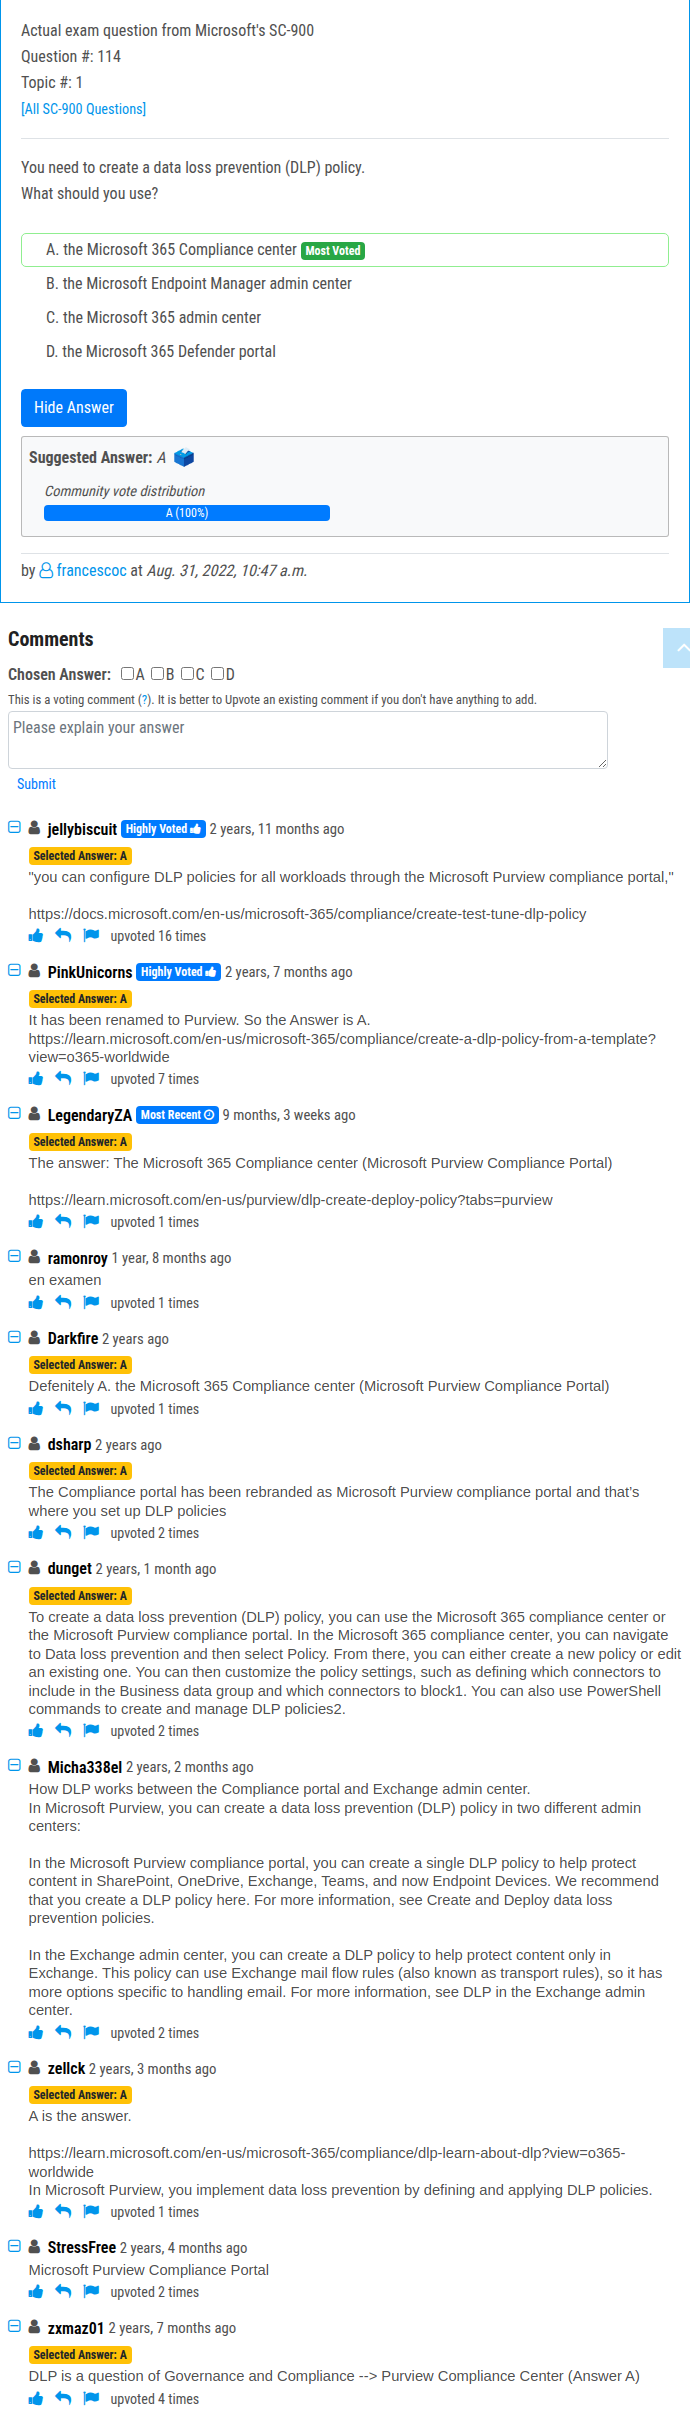 Actual exam question from Microsoft's SC-900
Question #: 114
Topic #: 1
[All SC-900 Questions]
You need to create a data loss prevention (DLP) policy.
What should you use?
A. the Microsoft 365 Compliance center Most Voted
B. the Microsoft Endpoint Manager admin center
C. the Microsoft 365 admin center
D. the Microsoft 365 Defender portal
Hide Answer
Suggested Answer: A
Community vote distribution
A (100%)
by francescoc at Aug. 31, 2022, 10:47 a.m.
Comments
Chosen Answer: A B C D
This is a voting comment (?). It is better to Upvote an existing comment if you don't have anything to add.
Please explain your answer
Submit
jellybiscuit Highly Voted 2 years, 11 months ago
Selected Answer: A
"you can configure DLP policies for all workloads through the Microsoft Purview compliance portal,"
https://docs.microsoft.com/en-us/microsoft-365/compliance/create-test-tune-dlp-policy
upvoted 16 times
PinkUnicorns Highly Voted 2 years, 7 months ago
Selected Answer: A
It has been renamed to Purview. So the Answer is A.
https://learn.microsoft.com/en-us/microsoft-365/compliance/create-a-dlp-policy-from-a-template?
view=o365-worldwide
upvoted 7 times
LegendaryZA Most Recent 9 months, 3 weeks ago
Selected Answer: A
The answer: The Microsoft 365 Compliance center (Microsoft Purview Compliance Portal)
https://learn.microsoft.com/en-us/purview/dlp-create-deploy-policy?tabs=purview
upvoted 1 times
ramonroy 1 year, 8 months ago
en examen
upvoted 1 times
Darkfire 2 years ago
Selected Answer: A
Defenitely A. the Microsoft 365 Compliance center (Microsoft Purview Compliance Portal)
upvoted 1 times
dsharp 2 years ago
Selected Answer: A
The Compliance portal has been rebranded as Microsoft Purview compliance portal and that's
where you set up DLP policies
upvoted 2 times
dunget 2 years, 1 month ago
Selected Answer: A
To create a data loss prevention (DLP) policy, you can use the Microsoft 365 compliance center or
the Microsoft Purview compliance portal. In the Microsoft 365 compliance center, you can navigate
to Data loss prevention and then select Policy. From there, you can either create a new policy or edit
an existing one. You can then customize the policy settings, such as defining which connectors to
include in the Business data group and which connectors to block1. You can also use PowerShell
commands to create and manage DLP policies2.
upvoted 2 times
Micha338el 2 years, 2 months ago
How DLP works between the Compliance portal and Exchange admin center.
In Microsoft Purview, you can create a data loss prevention (DLP) policy in two different admin
centers:
In the Microsoft Purview compliance portal, you can create a single DLP policy to help protect
content in SharePoint, OneDrive, Exchange, Teams, and now Endpoint Devices. We recommend
that you create a DLP policy here. For more information, see Create and Deploy data loss
prevention policies.
In the Exchange admin center, you can create a DLP policy to help protect content only in
Exchange. This policy can use Exchange mail flow rules (also known as transport rules), so it has
more options specific to handling email. For more information, see DLP in the Exchange admin
center.
upvoted 2 times
zellck 2 years, 3 months ago
Selected Answer: A
A is the answer.
https://learn.microsoft.com/en-us/microsoft-365/compliance/dlp-learn-about-dlp?view=o365-
worldwide
In Microsoft Purview, you implement data loss prevention by defining and applying DLP policies.
upvoted 1 times
StressFree 2 years, 4 months ago
Microsoft Purview Compliance Portal
upvoted 2 times
zxmaz01 2 years, 7 months ago
Selected Answer: A
DLP is a question of Governance and Compliance --> Purview Compliance Center (Answer A)
upvoted 4 times